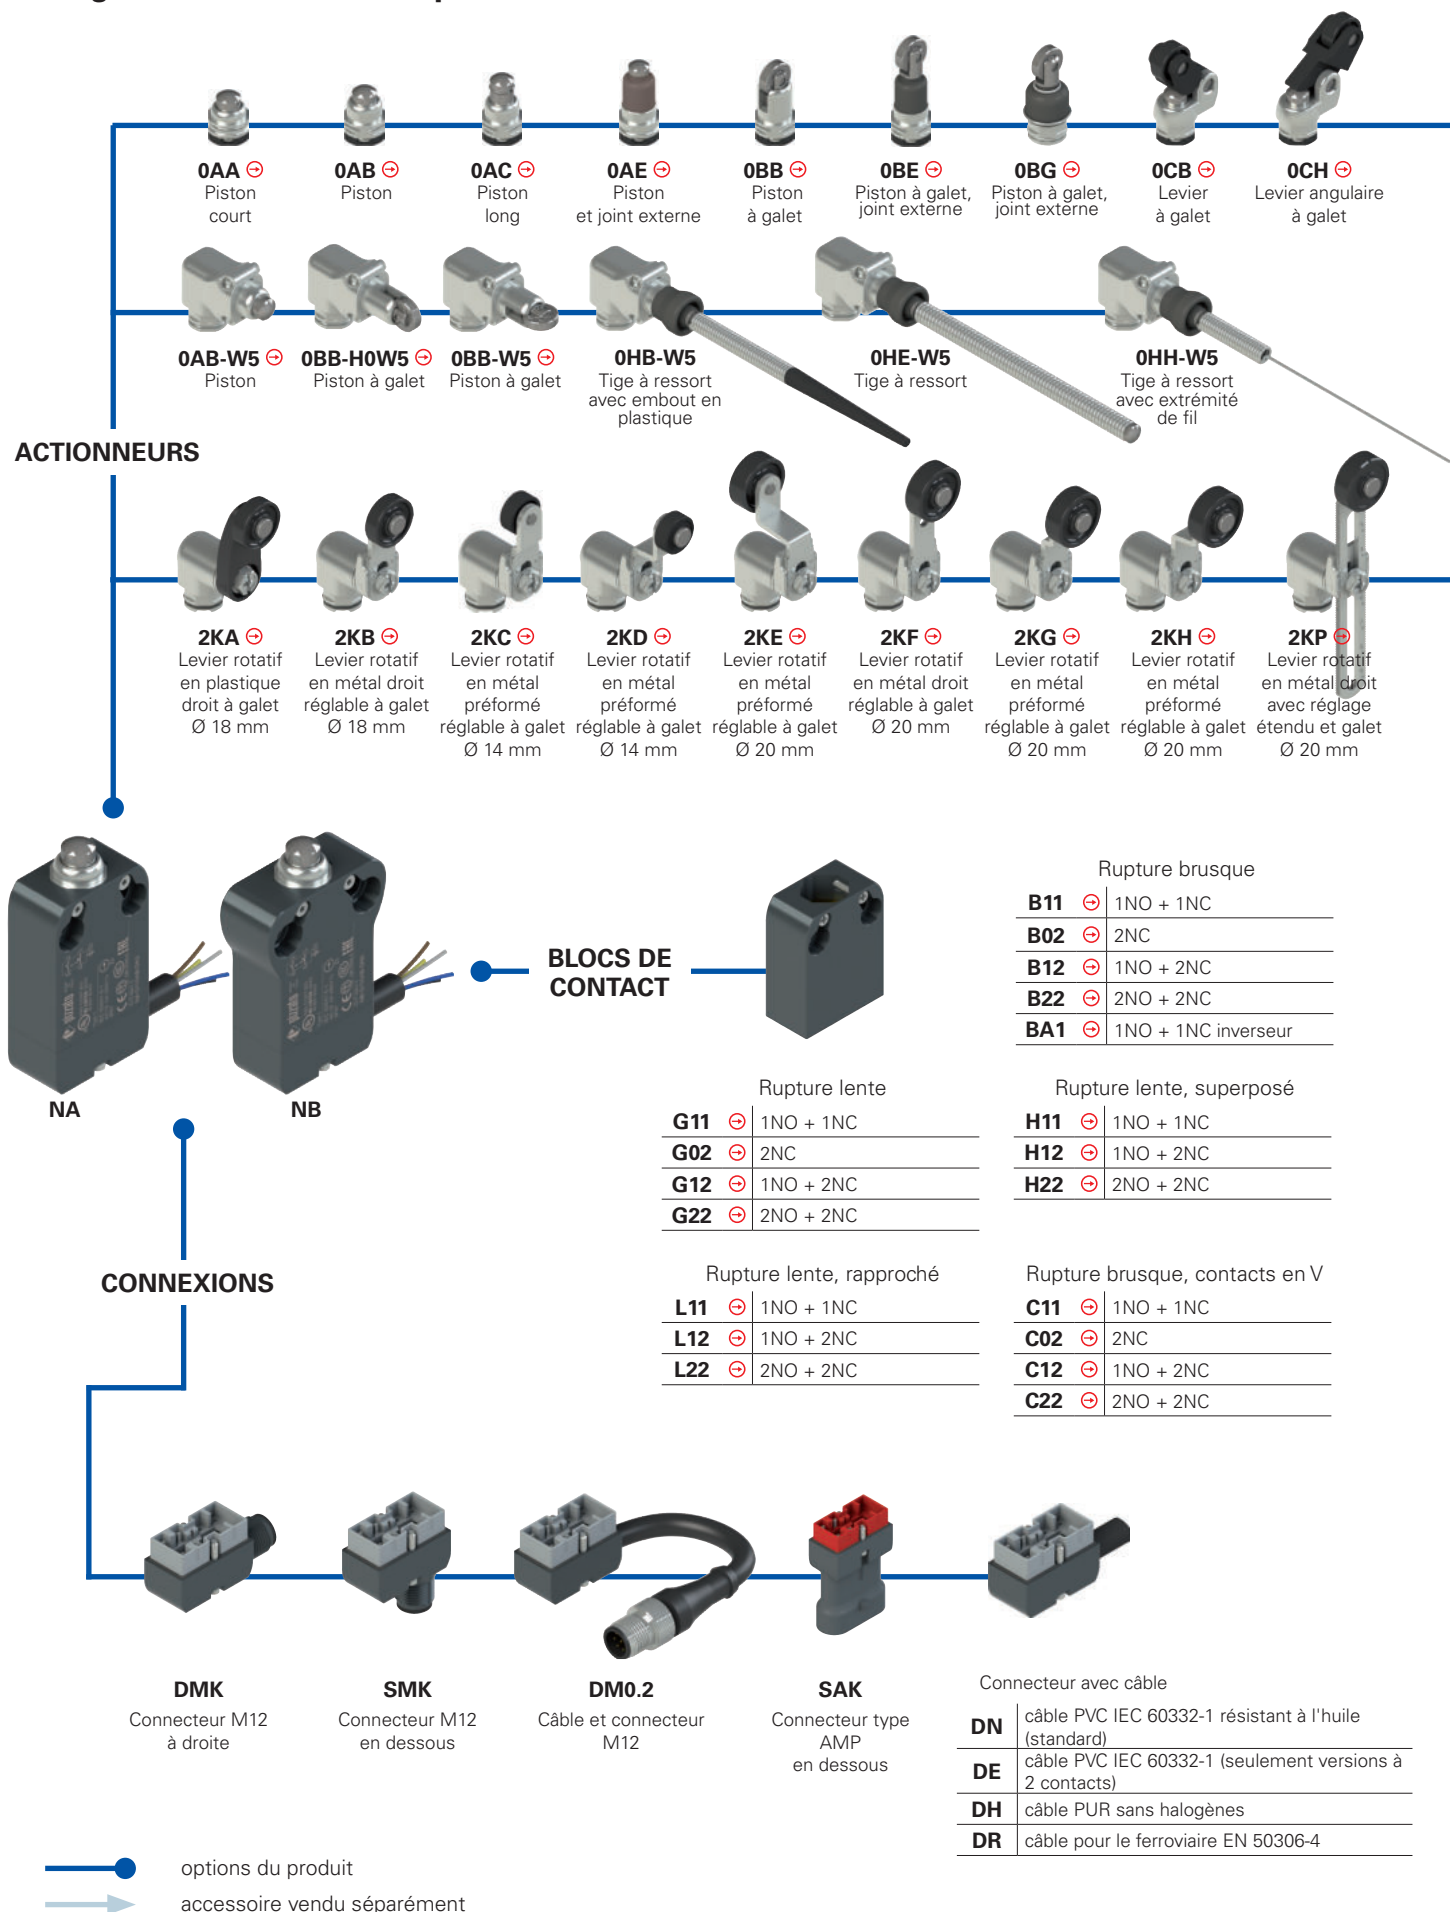 0AA
Piston
court
0AB
Piston
0AC
Piston
long
0AE
Piston
et joint externe
0BB
Piston
à galet
0BE
Piston à galet,
joint externe
0BG
Piston à galet,
joint externe
0CB
Levier
à galet
0CH
Levier angulaire
à galet
0AB-W5
Piston
0BB-H0W5
Piston à galet
0BB-W5
Piston à galet
0HB-W5
Tige à ressort
avec embout en
plastique
0HE-W5
Tige à ressort
0HH-W5
Tige à ressort
avec extrémité
de fil
ACTIONNEURS
2KA
Levier rotatif
en plastique
droit à galet
Ø 18 mm
2KB
Levier rotatif
en métal droit
réglable à galet
Ø 18 mm
2KC
Levier rotatif
en métal
préformé
réglable à galet
Ø 14 mm
2KD
Levier rotatif
en métal
préformé
réglable à galet
Ø 14 mm
2KE
Levier rotatif
en métal
préformé
réglable à galet
Ø 20 mm
2KF
Levier rotatif
en métal droit
réglable à galet
Ø 20 mm
2KG
Levier rotatif
en métal
préformé
réglable à galet
Ø 20 mm
2KH
Levier rotatif
en métal
préformé
réglable à galet
Ø 20 mm
2KP
Levier rotatif
en métal droit
avec réglage
étendu et galet
Ø 20 mm
NA
NB
BLOCS DE
CONTACT
Rupture brusque
B11 1NO + 1NC
B02 2NC
B12 1NO + 2NC
B22 2NO + 2NC
BA1 1NO + 1NC inverseur
Rupture lente
G11 1NO + 1NC
G02 2NC
G12 1NO + 2NC
G22 2NO + 2NC
Rupture lente, superposé
H11 1NO + 1NC
H12 1NO + 2NC
H22 2NO + 2NC
Rupture lente, rapproché
L11 1NO + 1NC
L12 1NO + 2NC
L22 2NO + 2NC
Rupture brusque, contacts en V
C11 1NO + 1NC
C02 2NC
C12 1NO + 2NC
C22 2NO + 2NC
CONNEXIONS
DMK
Connecteur M12
à droite
SMK
Connecteur M12
en dessous
DM0.2
Câble et connecteur
M12
SAK
Connecteur type
AMP
en dessous
Connecteur avec câble
DN câble PVC IEC 60332-1 résistant à l'huile
(standard)
DE câble PVC IEC 60332-1 (seulement versions à
2 contacts)
DH câble PUR sans halogènes
DR câble pour le ferroviaire EN 50306-4
options du produit
accessoire vendu séparément